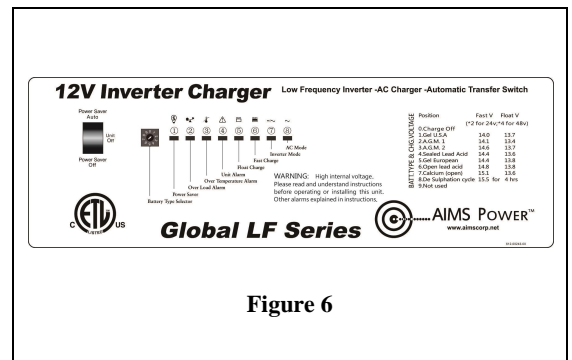 12V Inverter Charger
Low Frequency Inverter -AC Charger -Automatic Transfer Switch
Power Saver
Auto
Unit
Off
Power Saver
Off
① ② ③ ④ ⑤ ⑥ ⑦ ⑧
AC Mode
Inverter Mode
Fast Charge
Float Charge
Unit Alarm
Over Temperature Alarm
Over Load Alarm
Power Saver
Battery Type Selector
WARNING: High internal voltage.
Please read and understand instructions
before operating or installing this unit.
Other alarms explained in instructions.
BATT.TYPE & CHG.VOLTAGE
Position Fast V Float V
(*2 for 24v;*4 for 48v)
0.Charge Off
1.Gel U.S.A 14.0 13.7
2.A.G.M. 1 14.1 13.4
3.A.G.M. 2 14.6 13.7
4.Sealed Lead Acid 14.4 13.6
5.Gel European 14.4 13.8
6.Open lead acid 14.8 13.8
7.Calcium (open) 15.1 13.6
8.De Sulphation cycle 15.5 for 4 hrs
9.Not used
C ETL US
LISTED
Global LF Series
AIMS POWER™
www.aimscorp.net
Figure 6